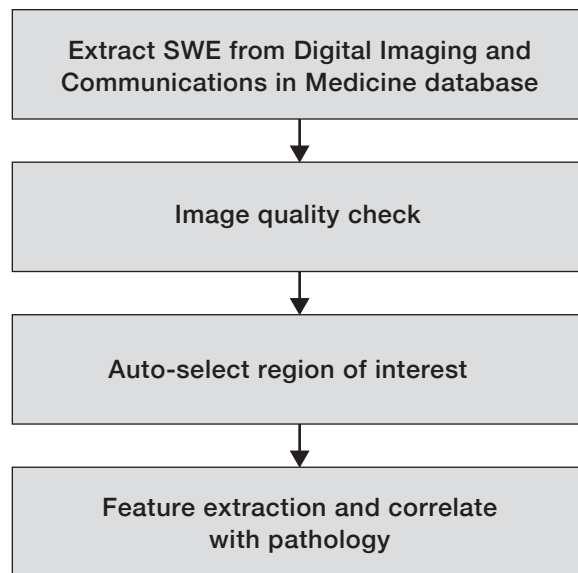 Extract SWE from Digital Imaging and
Communications in Medicine database
Image quality check
Auto-select region of interest
Feature extraction and correlate
with pathology